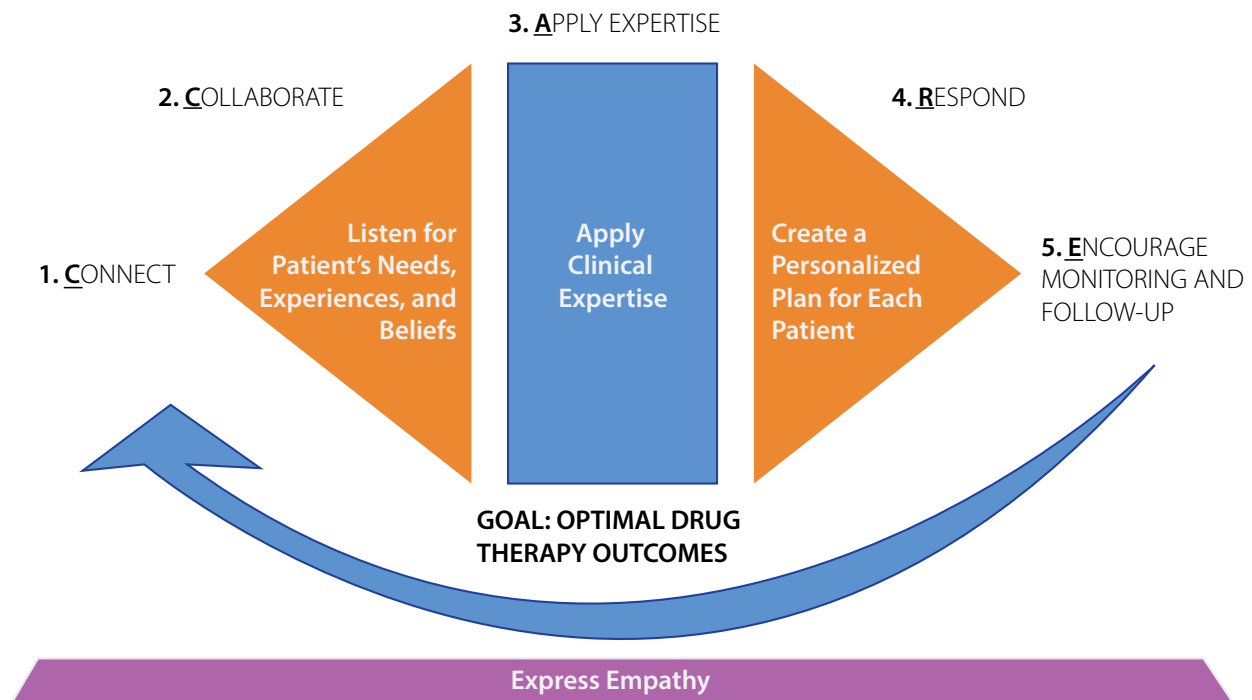 3. APPLY EXPERTISE
2. COLLABORATE
4. RESPOND
1. CONNECT
Listen for
Patient's Needs,
Experiences, and
Beliefs
Apply
Clinical
Expertise
Create a
Personalized
Plan for Each
Patient
5. ENCOURAGE
MONITORING AND
FOLLOW-UP
GOAL: OPTIMAL DRUG
THERAPY OUTCOMES
Express Empathy